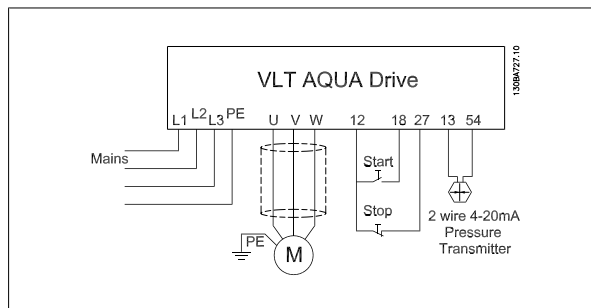 130BA727.10
VLT AQUA Drive
L1 L2 L3 PE U V W 12 18 27 13 54
Mains
Start
Stop
2 wire 4-20mA
Pressure
Transmitter
PE
M